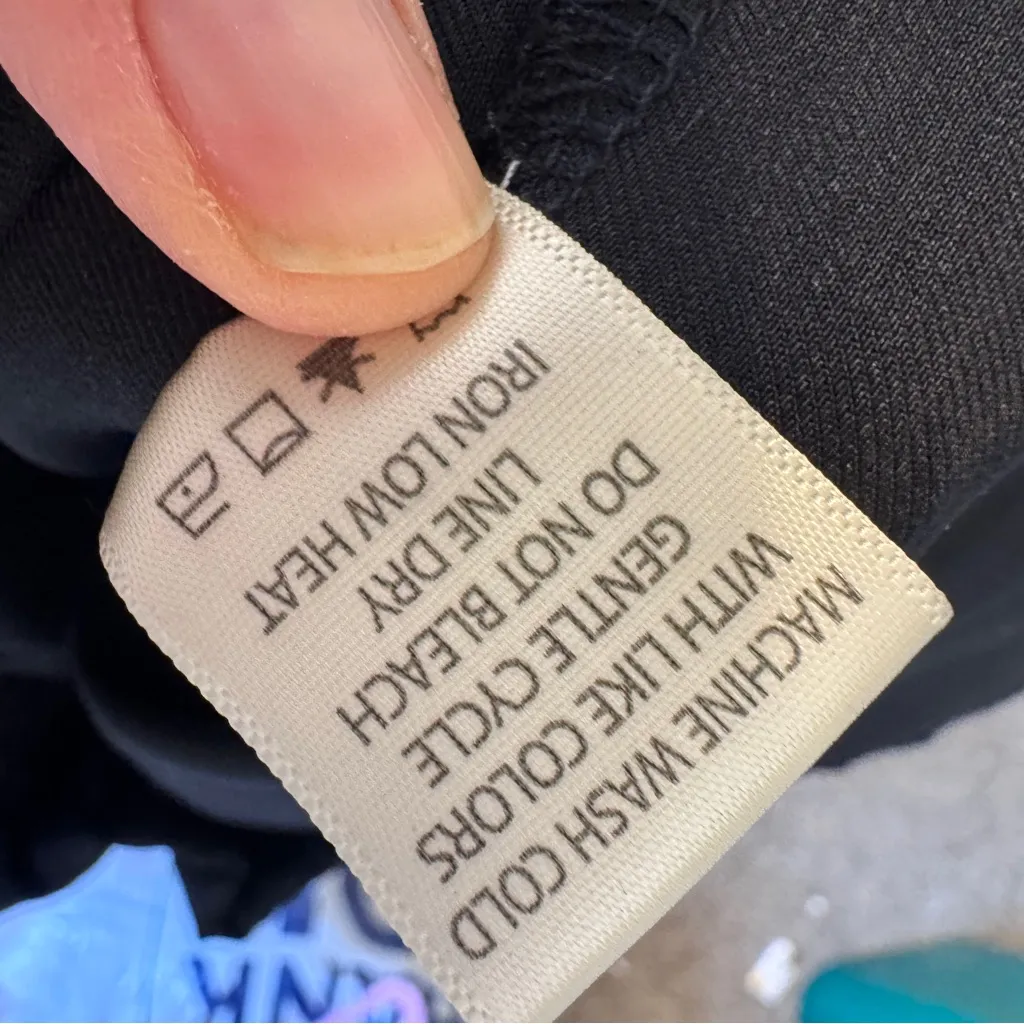 MACHINE WASH COLD
WITH LIKE COLORS
GENTLE CYCLE
DO NOT BLEACH
LINE DRY
IRON LOW HEAT